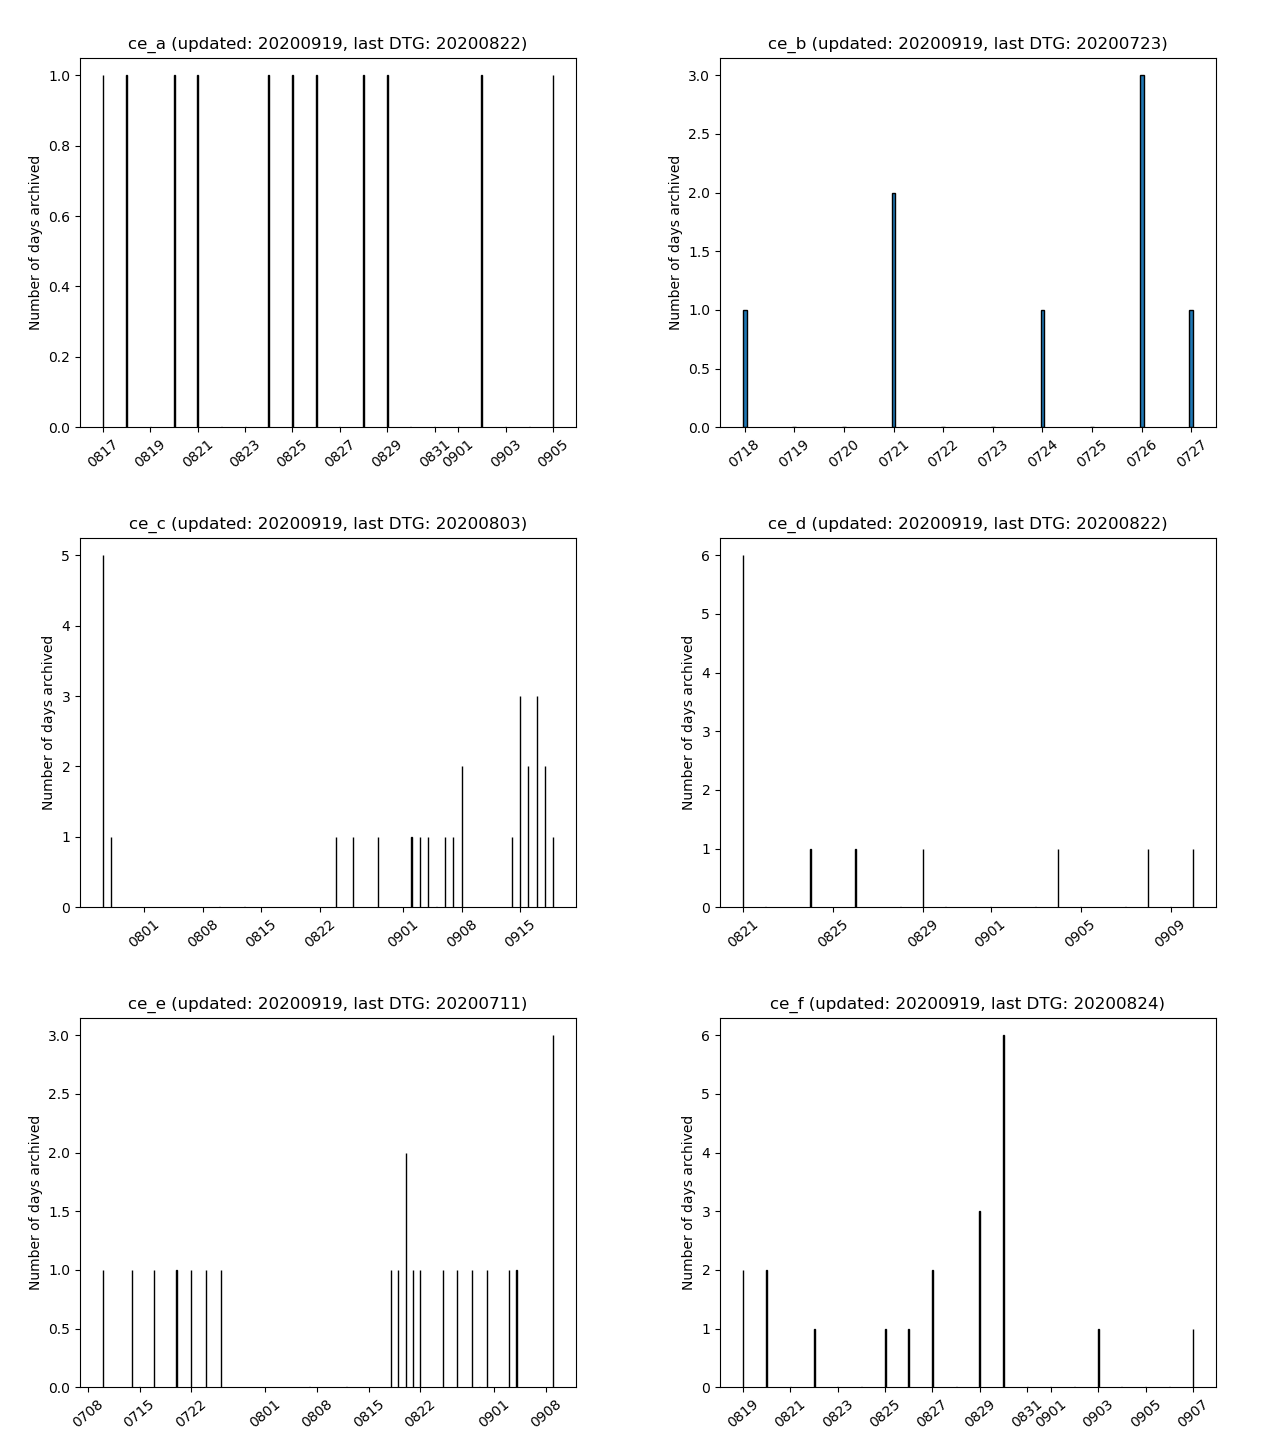 ce_a (updated: 20200919, last DTG: 20200822)
Number of days archived
1.0
0.8
0.6
0.4
0.2
0.0
0817 0819 0821 0823 0825 0827 0829 0831 0901 0903 0905
ce_b (updated: 20200919, last DTG: 20200723)
Number of days archived
3.0
2.5
2.0
1.5
1.0
0.5
0.0
0718 0719 0720 0721 0722 0723 0724 0725 0726 0727
ce_c (updated: 20200919, last DTG: 20200803)
Number of days archived
5
4
3
2
1
0
0801 0808 0815 0822 0901 0908 0915
ce_d (updated: 20200919, last DTG: 20200822)
Number of days archived
6
5
4
3
2
1
0
0821 0825 0829 0901 0905 0909
ce_e (updated: 20200919, last DTG: 20200711)
Number of days archived
3.0
2.5
2.0
1.5
1.0
0.5
0.0
0708 0715 0722 0801 0808 0815 0822 0901 0908
ce_f (updated: 20200919, last DTG: 20200824)
Number of days archived
6
5
4
3
2
1
0
0819 0821 0823 0825 0827 0829 0831 0901 0903 0905 0907